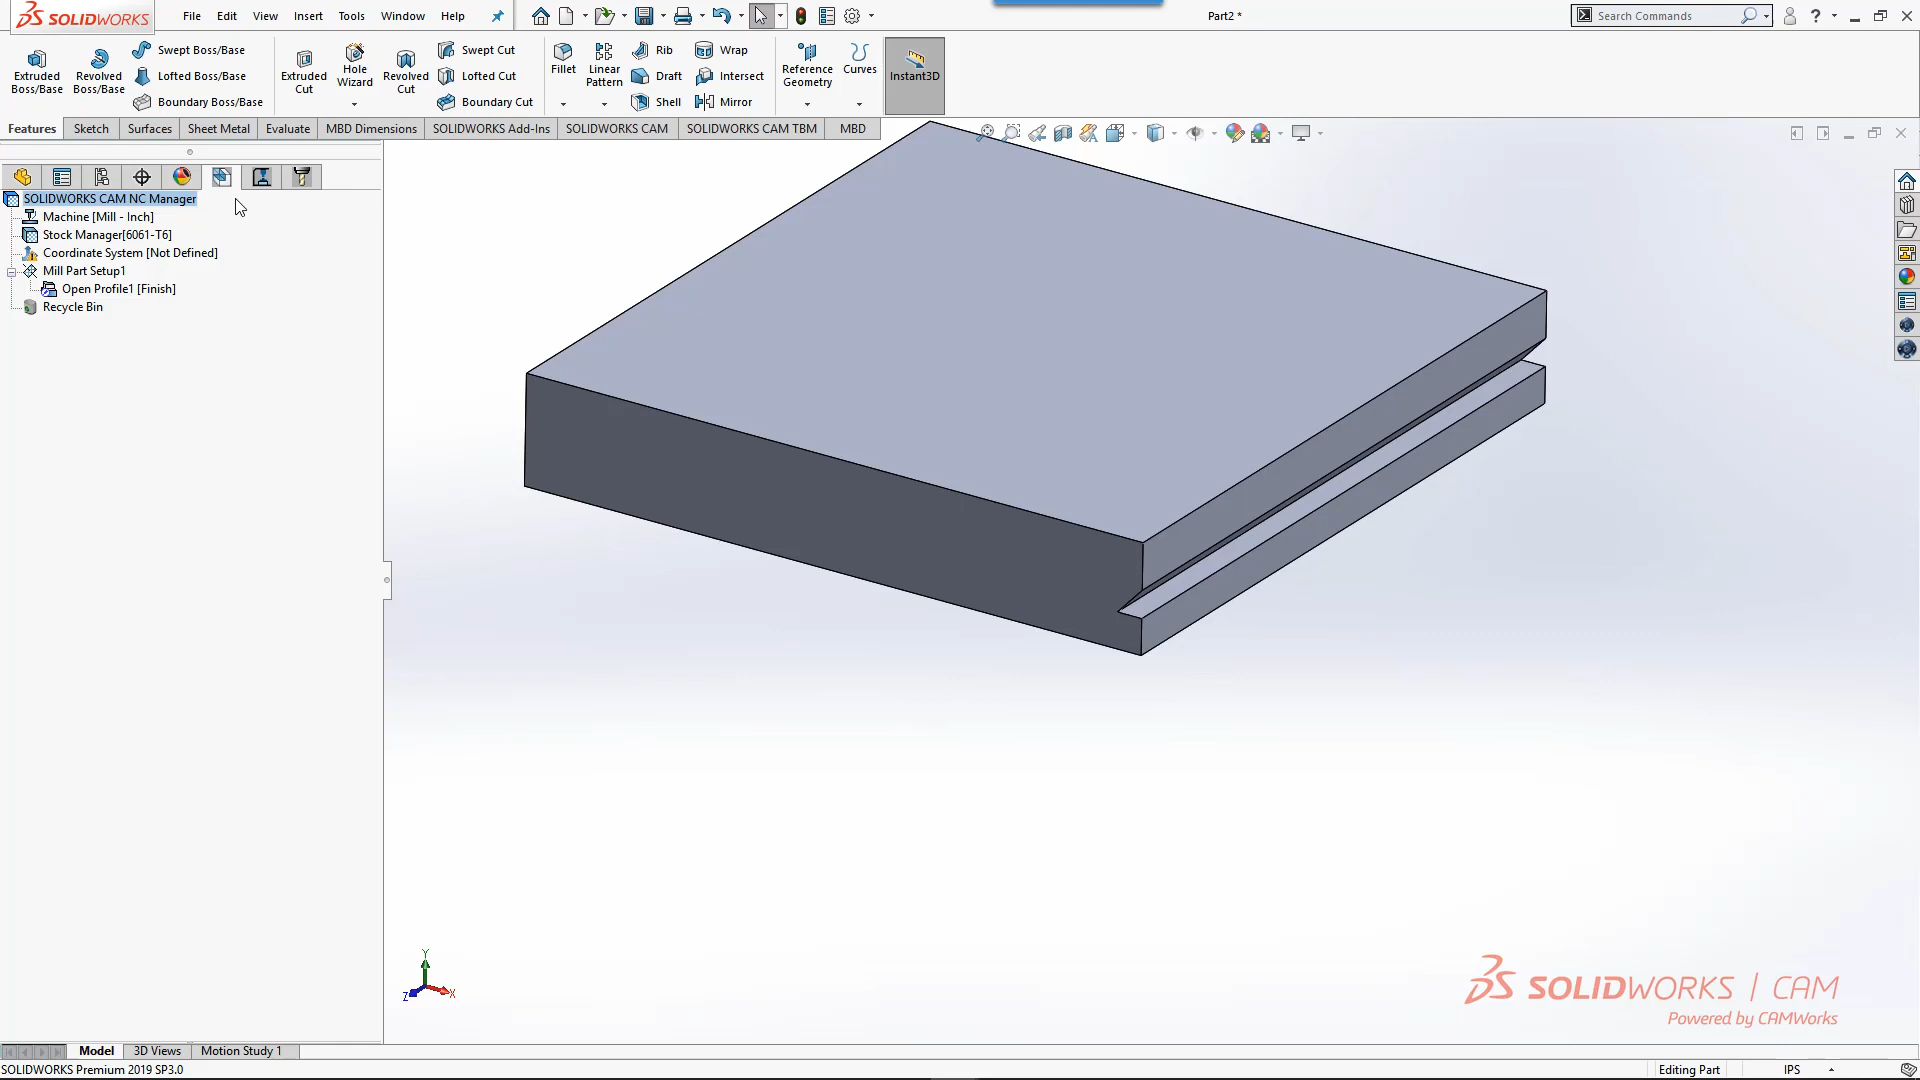 SOLIDWORKS
File Edit View Insert Tools Window Help
Part2 *
Search Commands
?
Extruded Boss/Base
Revolved Boss/Base
Swept Boss/Base
Lofted Boss/Base
Boundary Boss/Base
Extruded Cut
Hole Wizard
Revolved Cut
Swept Cut
Lofted Cut
Boundary Cut
Fillet
Linear Pattern
Rib
Draft
Shell
Wrap
Intersect
Mirror
Reference Geometry
Curves
Instant3D
Features Sketch Surfaces Sheet Metal Evaluate MBD Dimensions SOLIDWORKS Add-Ins SOLIDWORKS CAM SOLIDWORKS CAM TBM MBD
SOLIDWORKS CAM NC Manager
Machine [Mill - Inch]
Stock Manager[6061-T6]
Coordinate System [Not Defined]
Mill Part Setup1
Open Profile1 [Finish]
Recycle Bin
Y
Z X
SOLIDWORKS | CAM
Powered by CAMWorks
Model 3D Views Motion Study 1
SOLIDWORKS Premium 2019 SP3.0
Editing Part IPS